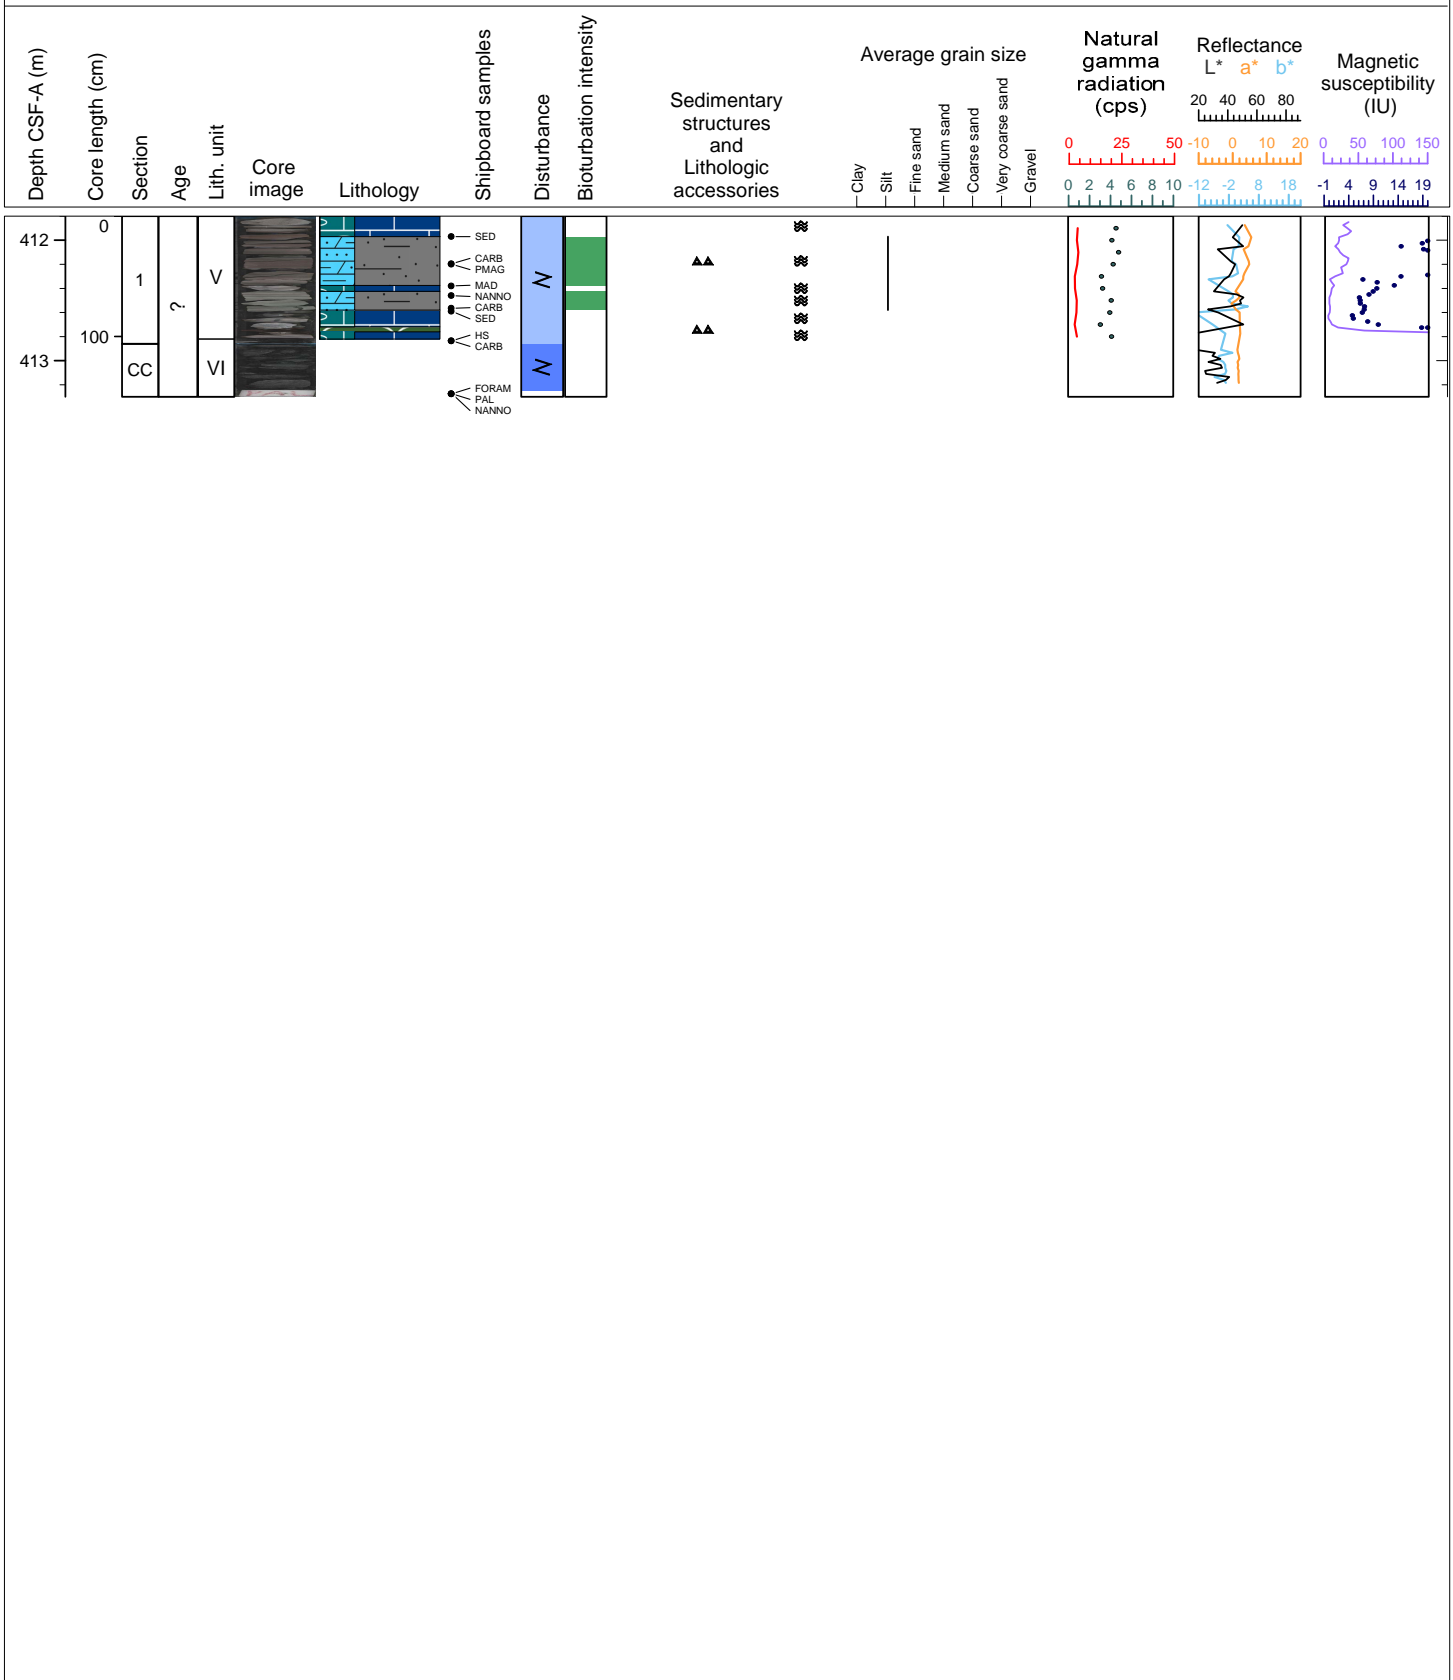 Depth CSF-A (m)
Core length (cm)
Section
Age
Lith. unit
Core
image
Lithology
Shipboard samples
Disturbance
Bioturbation intensity
Sedimentary
structures
and
Lithologic
accessories
Average grain size
Clay
Silt
Fine sand
Medium sand
Coarse sand
Very coarse sand
Gravel
Natural
gamma
radiation
(cps)
0 25 50
0 2 4 6 8 10
Reflectance
L* a* b*
20 40 60 80
-10 0 10 20
-12 -2 8 18
Magnetic
susceptibility
(IU)
0 50 100 150
-1 4 9 14 19
412
413
0
100
1
CC
?
V
VI
SED
CARB
PMAG
MAD
NANNO
CARB
SED
HS
CARB
FORAM
PAL
NANNO